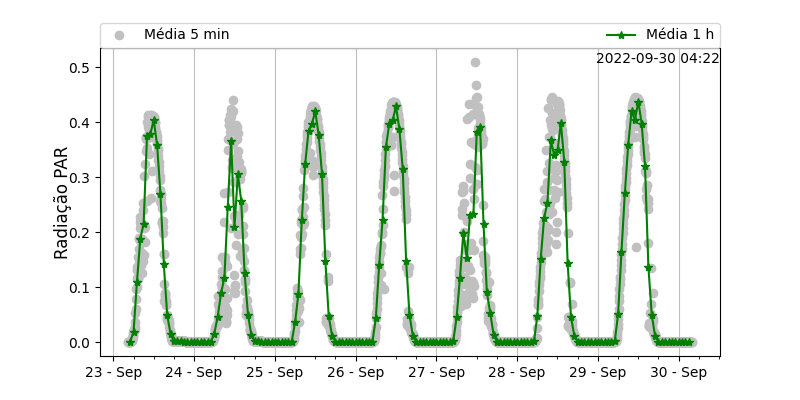 Média 5 min
Média 1 h
2022-09-30 04:22
Radiação PAR
0.5
0.4
0.3
0.2
0.1
0.0
23 - Sep
24 - Sep
25 - Sep
26 - Sep
27 - Sep
28 - Sep
29 - Sep
30 - Sep